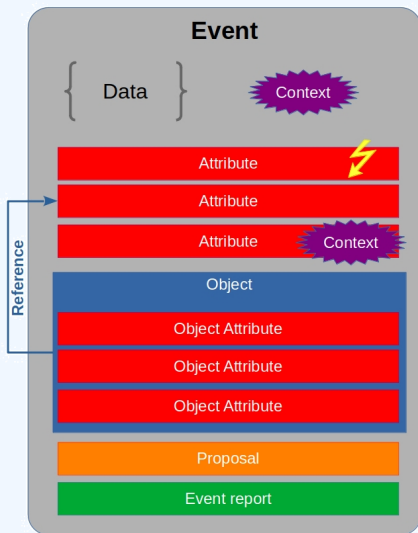 Event
{ Data }
Context
Attribute
Attribute
Attribute
Context
Reference
Object
Object Attribute
Object Attribute
Object Attribute
Proposal
Event report